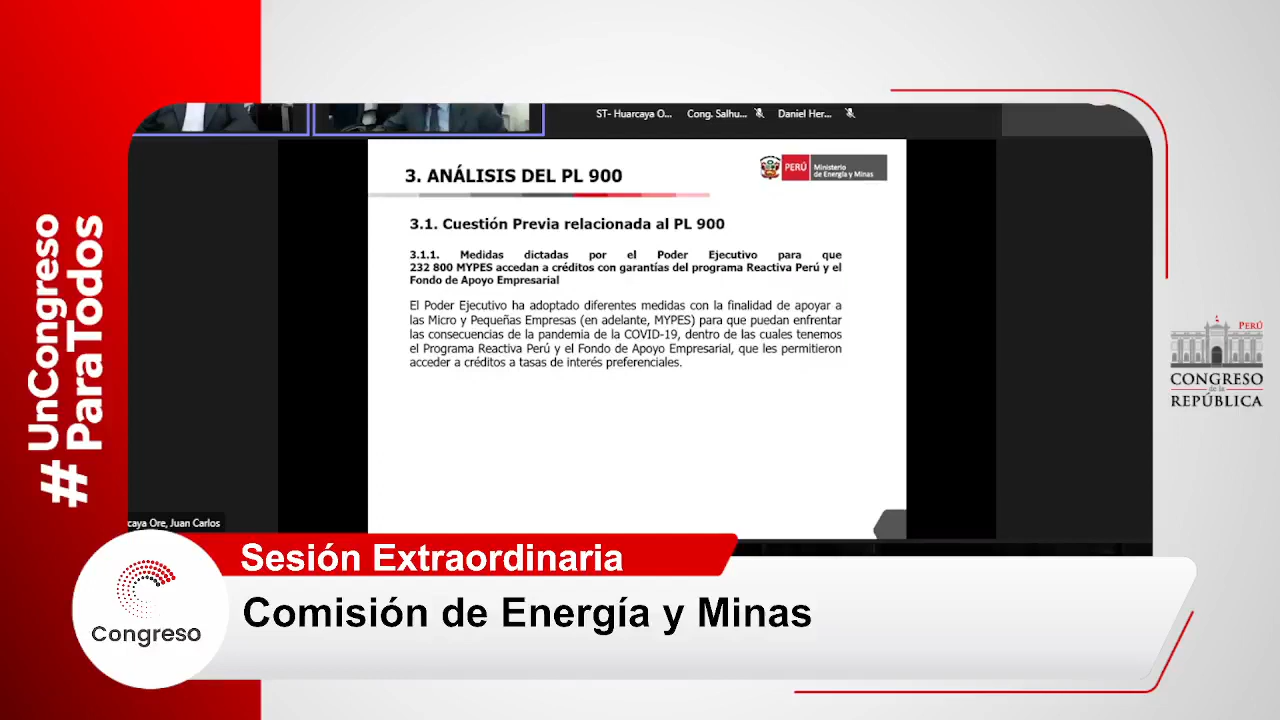 #UnCongreso
ParaTodos
ST- Huarcaya O... Cong. Salhu... Daniel Her...
3. ANÁLISIS DEL PL 900
PERÚ Ministerio
de Energía y Minas
3.1. Cuestión Previa relacionada al PL 900
3.1.1. Medidas dictadas por el Poder Ejecutivo para que
232 800 MYPES accedan a créditos con garantías del programa Reactiva Perú y el
Fondo de Apoyo Empresarial
El Poder Ejecutivo ha adoptado diferentes medidas con la finalidad de apoyar a
las Micro y Pequeñas Empresas (en adelante, MYPES) para que puedan enfrentar
las consecuencias de la pandemia de la COVID-19, dentro de las cuales tenemos
el Programa Reactiva Perú y el Fondo de Apoyo Empresarial, que les permitieron
acceder a créditos a tasas de interés preferenciales.
PERÚ
CONGRESO
de la
REPÚBLICA
caya Ore, Juan Carlos
Sesión Extraordinaria
Comisión de Energía y Minas
Congreso